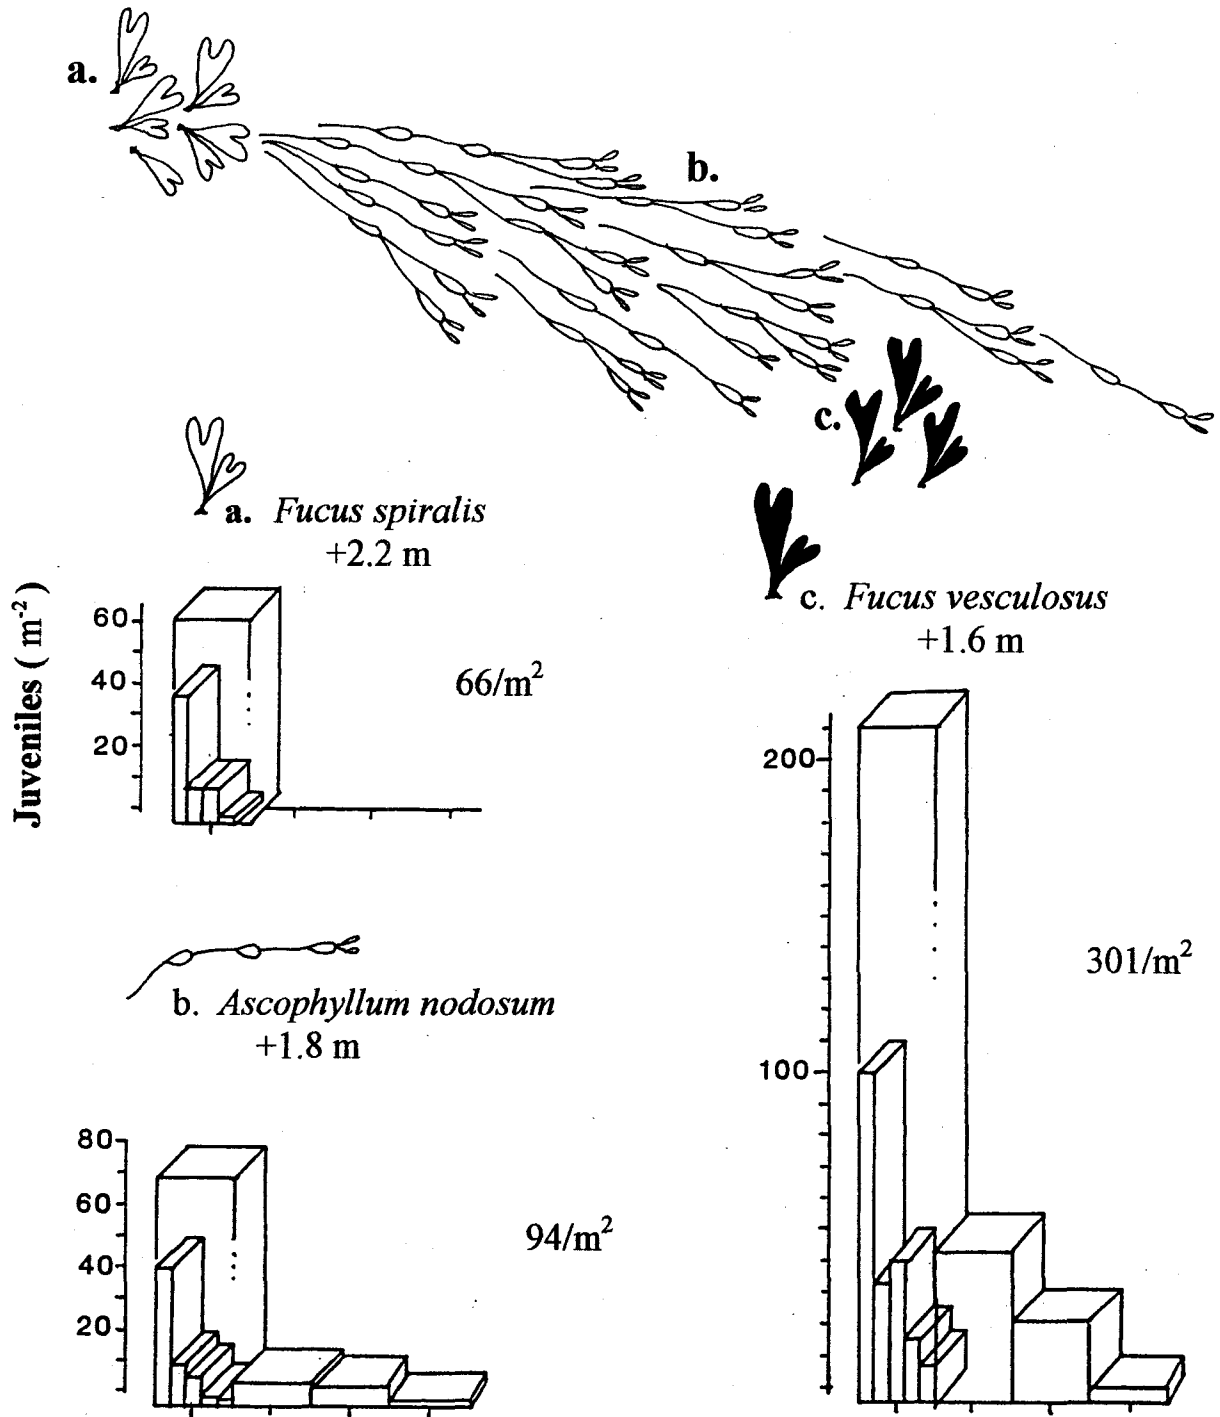 a.
b.
c.
a. Fucus spiralis
+2.2 m
c. Fucus vesculosus
+1.6 m
Juveniles ( m-2 )
60
40
20
66/m2
200
100
301/m2
b. Ascophyllum nodosum
+1.8 m
80
60
40
20
94/m2